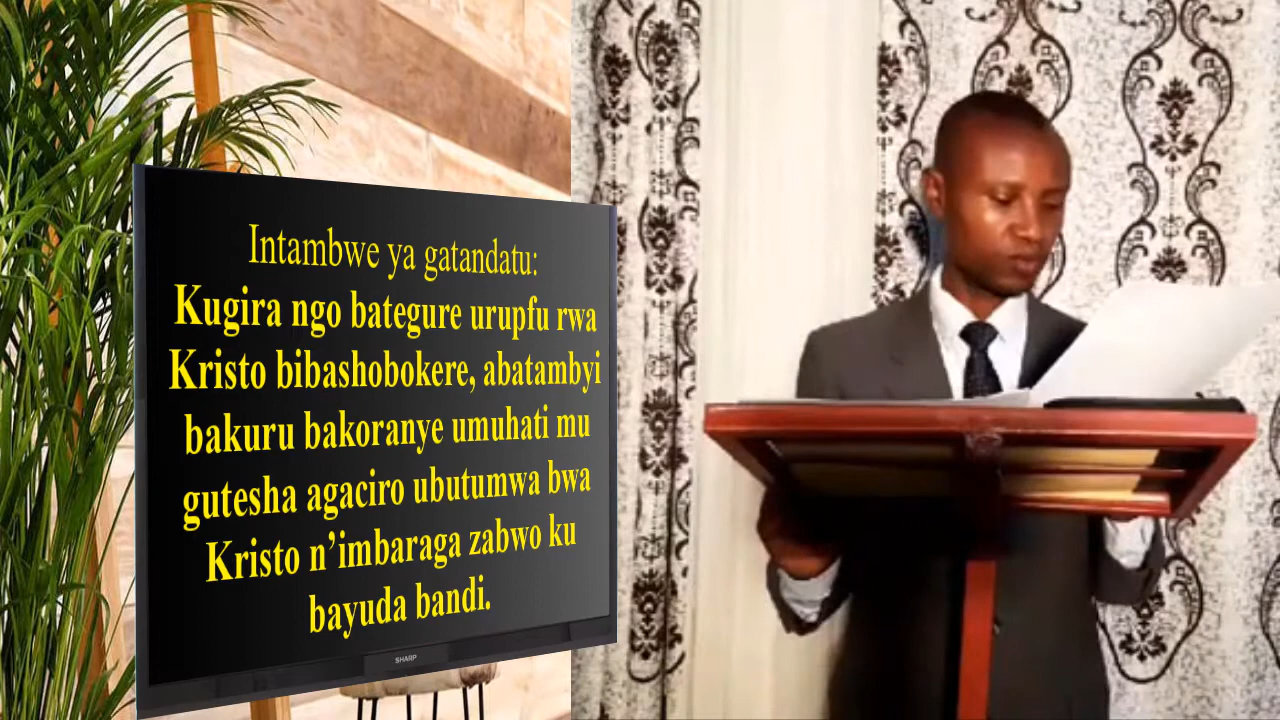 Intambwe ya gatandatu:
Kugira ngo bategure urupfu rwa
Kristo bibashobokere, abatambyi
bakuru bakoranye umuhati mu
gutesha agaciro ubutumwa bwa
Kristo n’imbaraga zabwo ku
bayuda bandi.
SHARP